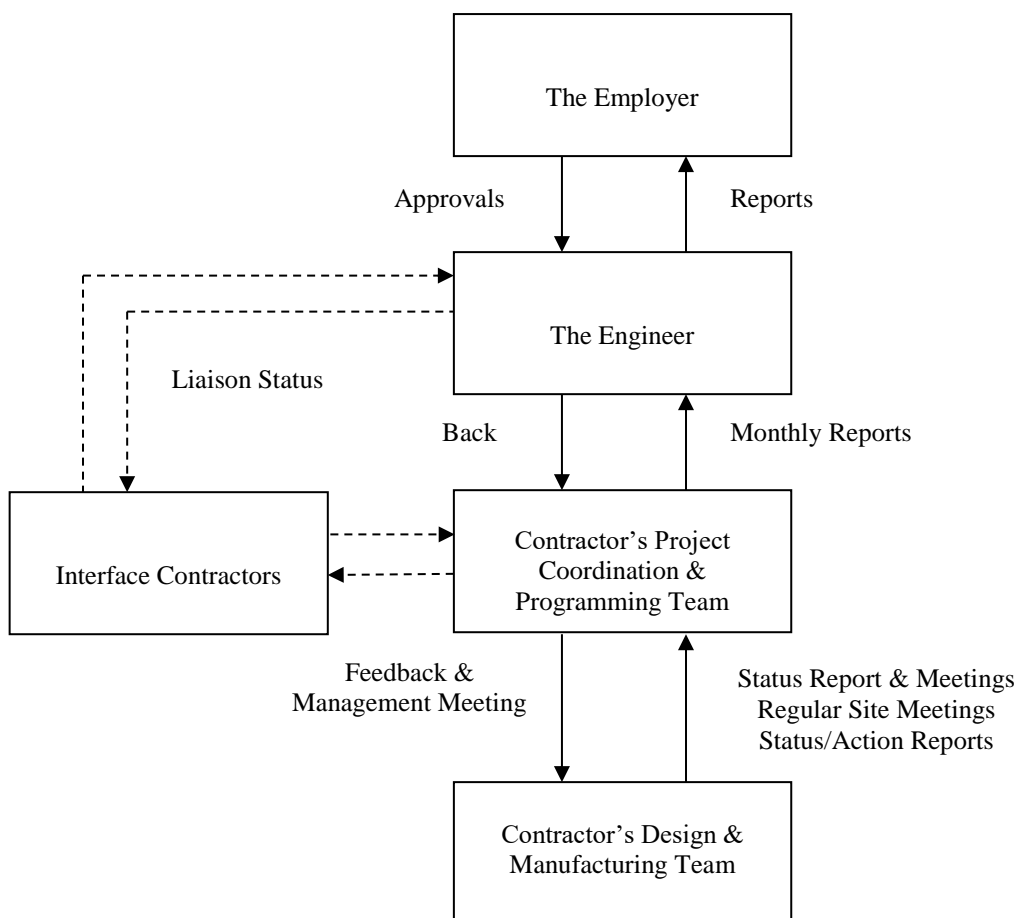 The Employer
Approvals
Reports
The Engineer
Liaison Status
Back
Monthly Reports
Interface Contractors
Contractor’s Project
Coordination &
Programming Team
Feedback &
Management Meeting
Status Report & Meetings
Regular Site Meetings
Status/Action Reports
Contractor’s Design &
Manufacturing Team